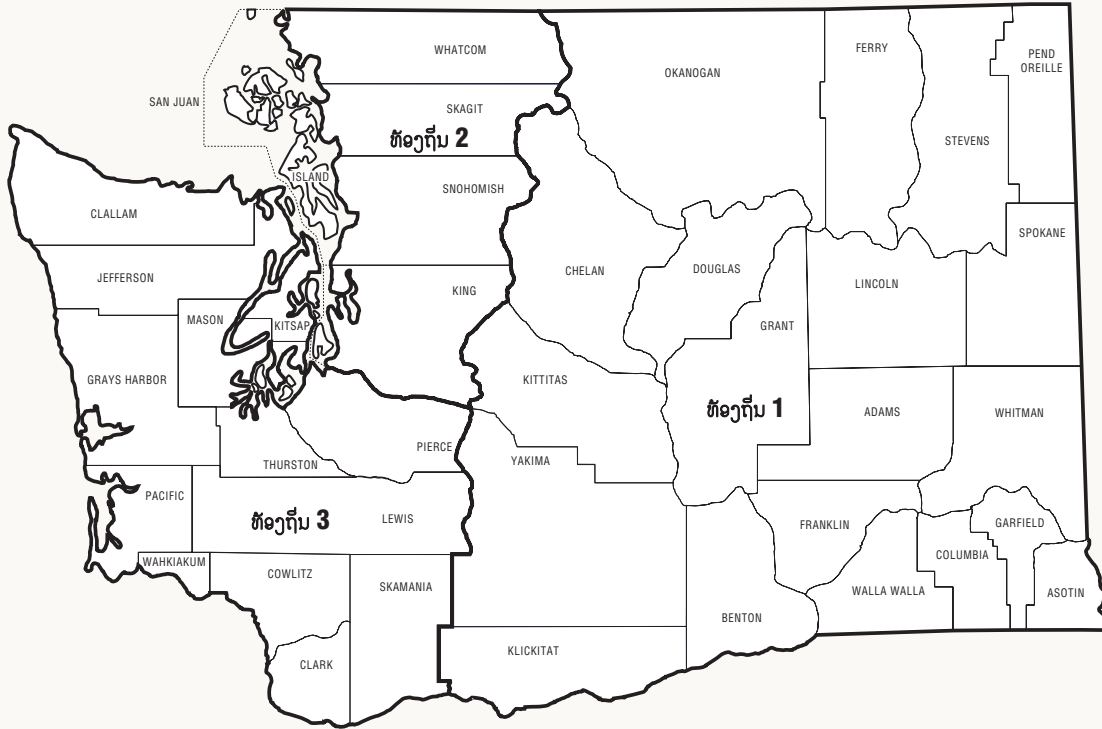 WHATCOM
OKANOGAN
FERRY
PEND
OREILLE
SAN JUAN
SKAGIT
ທ້ອງຖິ່ນ 2
STEVENS
ISLAND
SNOHOMISH
CLALLAM
SPOKANE
JEFFERSON
CHELAN
DOUGLAS
KING
LINCOLN
MASON
KITSAP
GRANT
GRAYS HARBOR
KITTITAS
ທ້ອງຖິ່ນ 1
ADAMS
WHITMAN
PIERCE
THURSTON
YAKIMA
PACIFIC
ທ້ອງຖິ່ນ 3
LEWIS
FRANKLIN
GARFIELD
WAHKIAKUM
COWLITZ
COLUMBIA
SKAMANIA
WALLA WALLA
ASOTIN
BENTON
KLICKITAT
CLARK